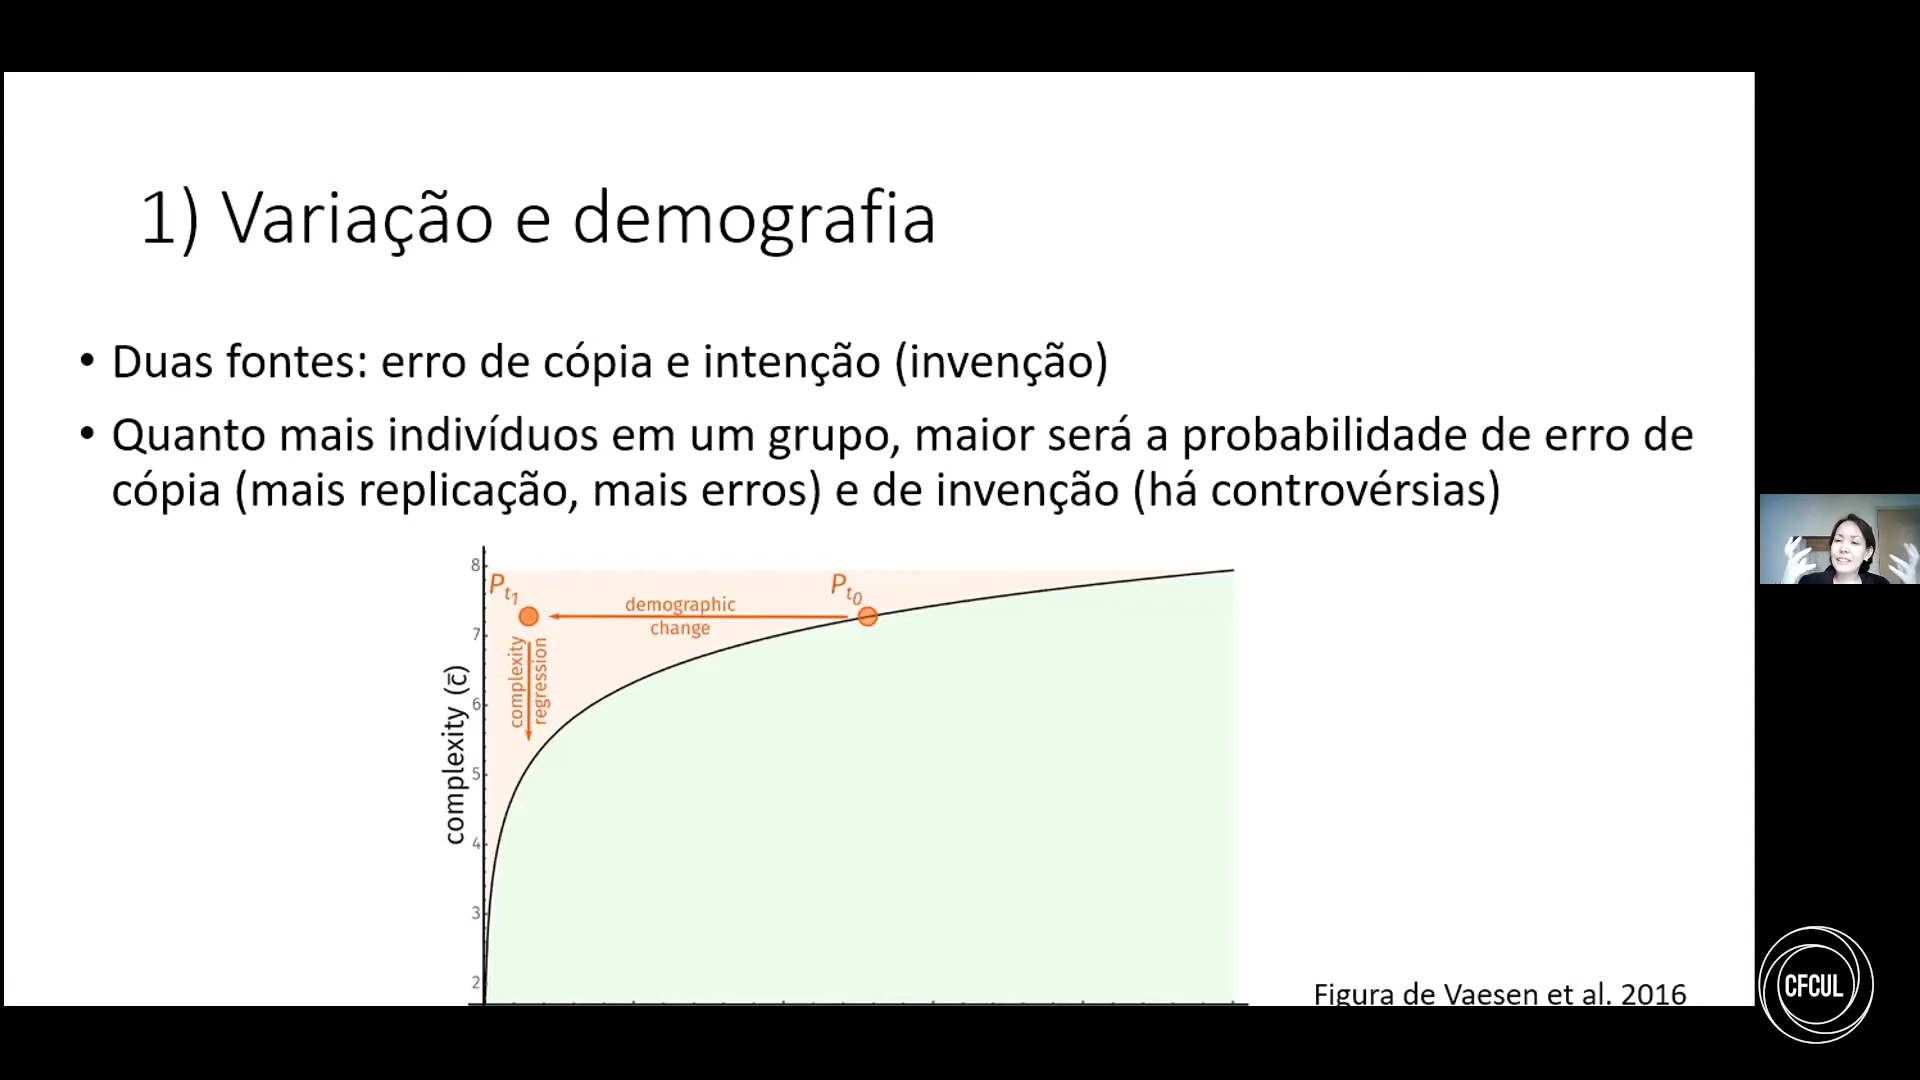 1) Variação e demografia
• Duas fontes: erro de cópia e intenção (invenção)
• Quanto mais indivíduos em um grupo, maior será a probabilidade de erro de
cópia (mais replicação, mais erros) e de invenção (há controvérsias)
8
Pt1
Pt0
demographic
change
7
complexity
regression
complexity (c̄)
6
5
4
3
2
Figura de Vaesen et al. 2016
CFCUL